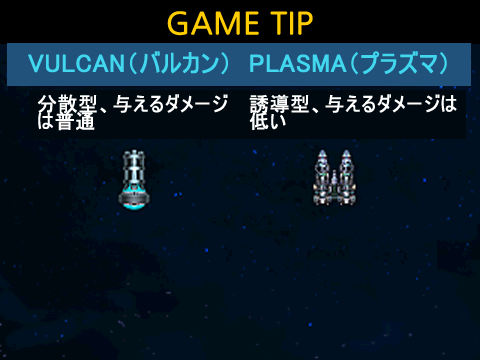 GAME TIP
VULCAN（バルカン） PLASMA（プラズマ）
分散型、与えるダメージ
は普通
誘導型、与えるダメージは
低い